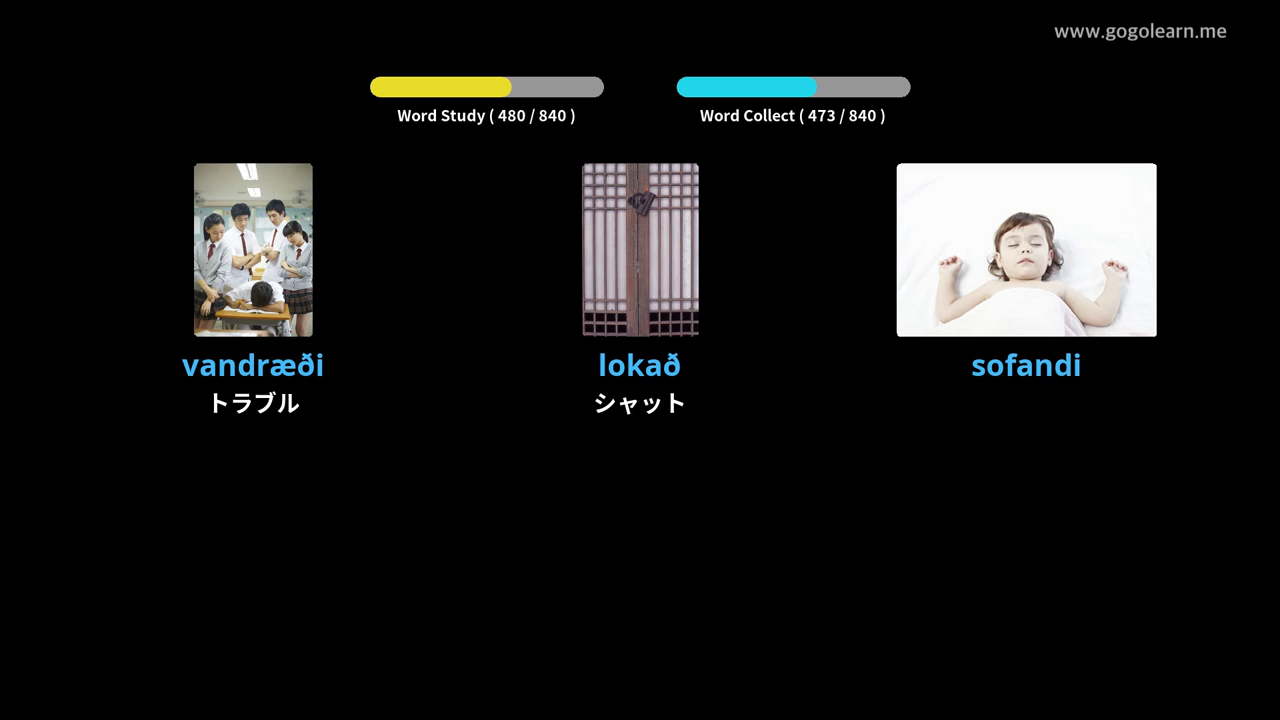 www.gogolearn.me
Word Study ( 480 / 840 )
Word Collect ( 473 / 840 )
vandræði
トラブル
lokað
シャット
sofandi